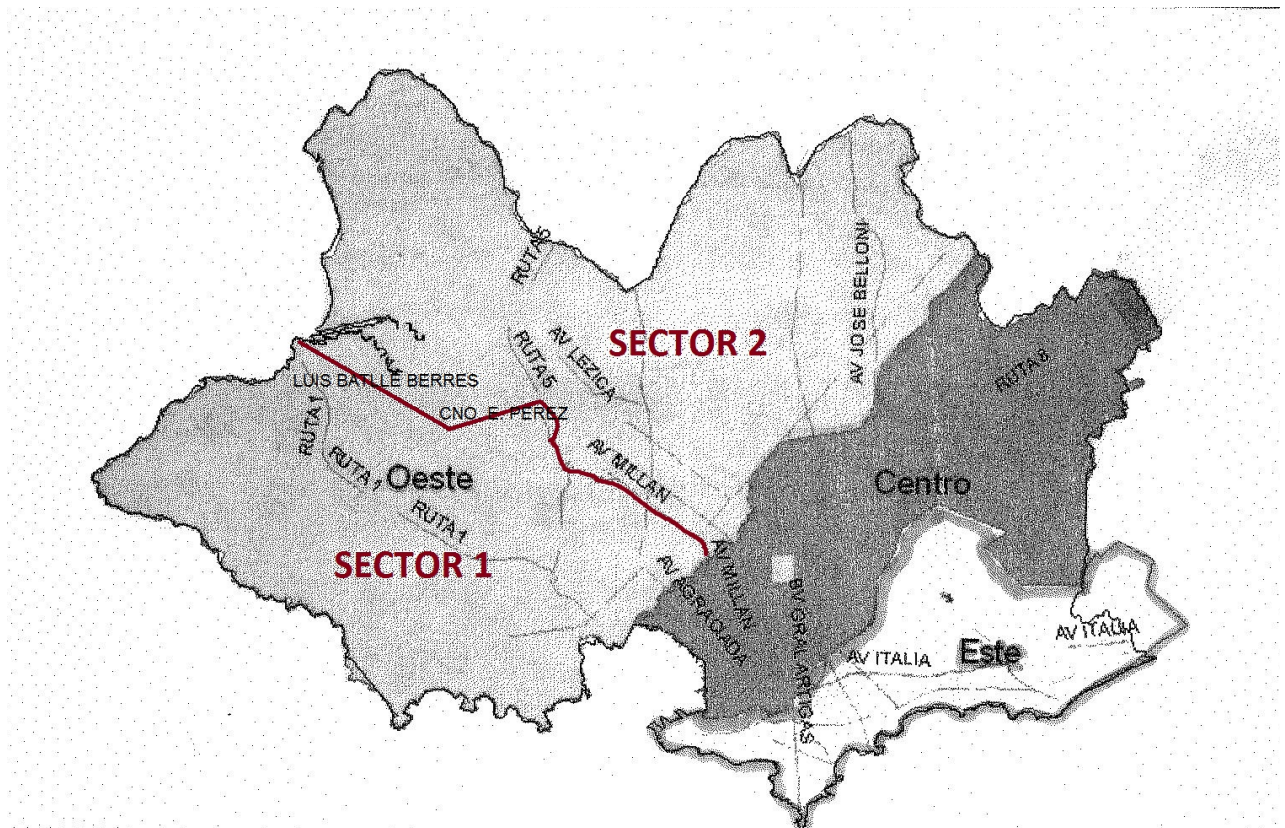 RUTA 5
AV JOSE BELLONI
SECTOR 2
AV LEZICA
RUTA 5
RUTA 8
LUIS BATLLE BERRES
CNO. E. PEREZ
RUTA 1
AV MILLAN
RUTA 1
Oeste
Centro
RUTA 1
SECTOR 1
AV MILLAN
AV AGRACIADA
BV GRAL ARTIGAS
AV ITALIA
Este
AV ITALIA